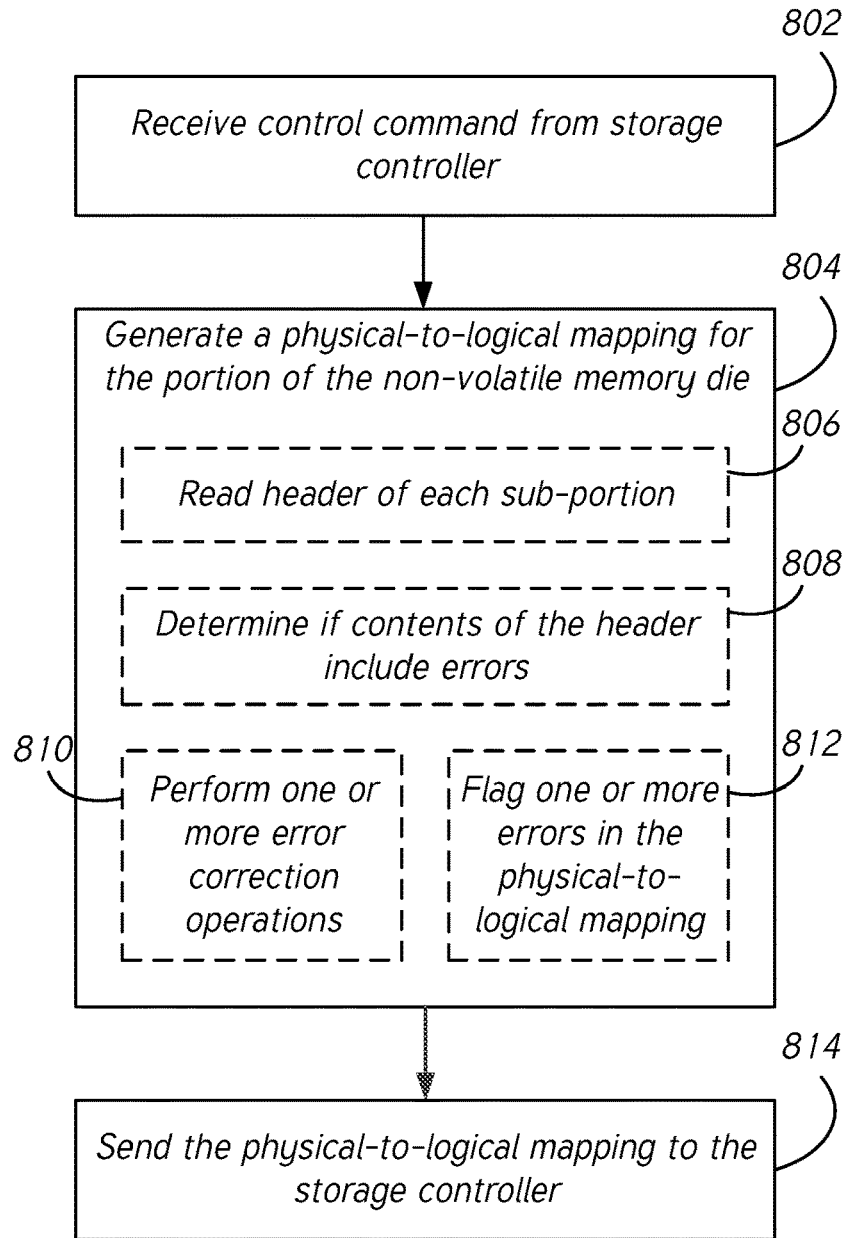 802
Receive control command from storage
controller
804
Generate a physical-to-logical mapping for
the portion of the non-volatile memory die
806
Read header of each sub-portion
808
Determine if contents of the header
include errors
810
Perform one or
more error
correction
operations
812
Flag one or more
errors in the
physical-to-
logical mapping
814
Send the physical-to-logical mapping to the
storage controller